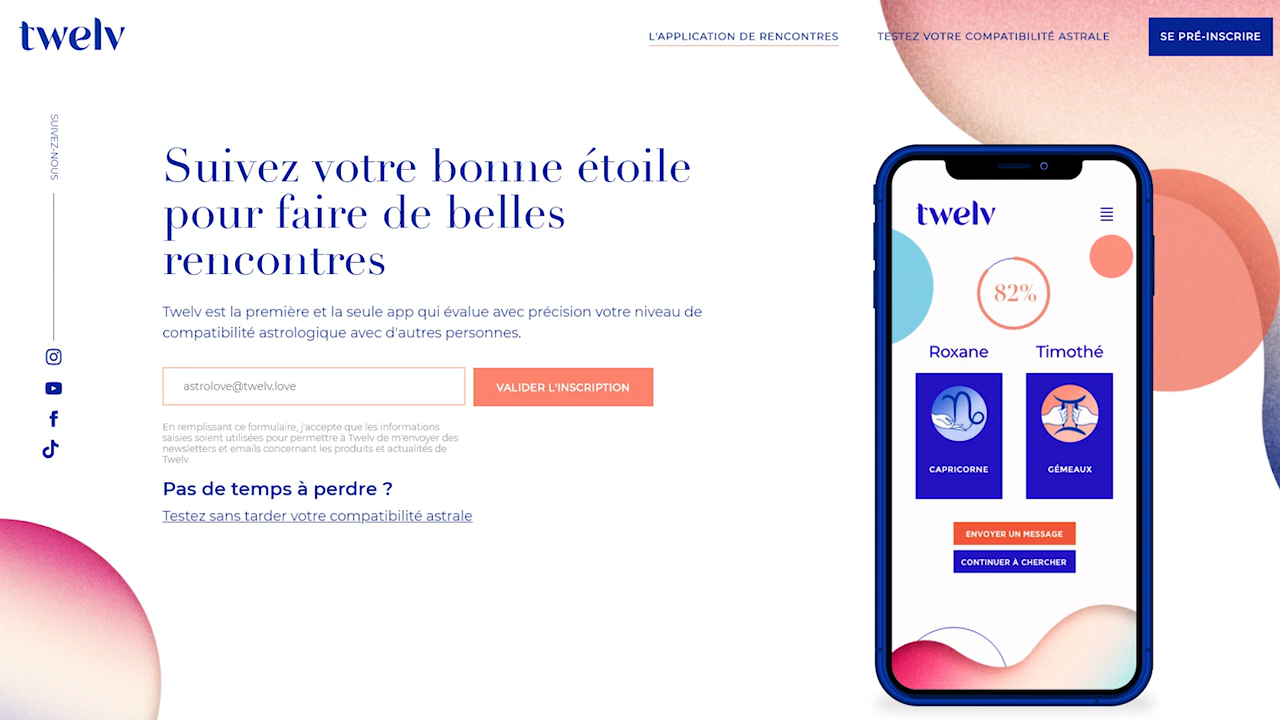 twelv
L'APPLICATION DE RENCONTRES
TESTEZ VOTRE COMPATIBILITÉ ASTRALE
SE PRÉ-INSCRIRE
SUIVEZ-NOUS
Suivez votre bonne étoile
pour faire de belles
rencontres
Twelv est la première et la seule app qui évalue avec précision votre niveau de
compatibilité astrologique avec d'autres personnes.
astrolove@twelv.love
VALIDER L'INSCRIPTION
En remplissant ce formulaire, j'accepte que les informations
saisies soient utilisées pour permettre à Twelv de m'envoyer des
newsletters et emails concernant les produits et actualités de
Twelv.
Pas de temps à perdre ?
Testez sans tarder votre compatibilité astrale
twelv
82%
Roxane
Timothé
CAPRICORNE
GÉMEAUX
ENVOYER UN MESSAGE
CONTINUER À CHERCHER